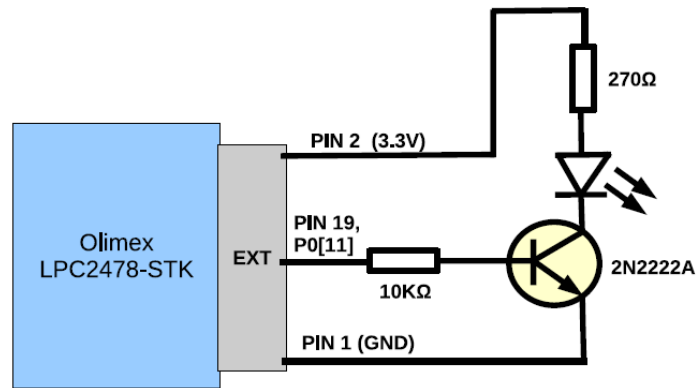 270Ω
PIN 2 (3.3V)
PIN 19,
P0[11]
Olimex
LPC2478-STK
EXT
2N2222A
10KΩ
PIN 1 (GND)